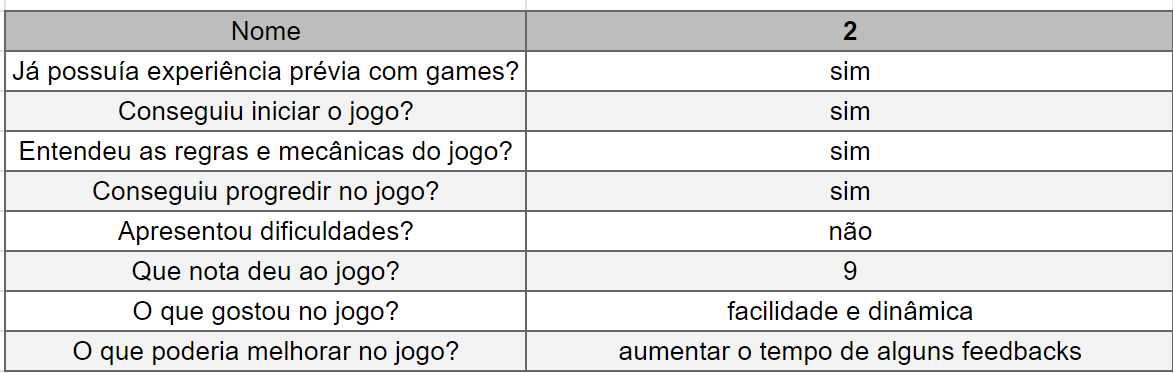 Nome 2
Já possuía experiência prévia com games? sim
Conseguiu iniciar o jogo? sim
Entendeu as regras e mecânicas do jogo? sim
Conseguiu progredir no jogo? sim
Apresentou dificuldades? não
Que nota deu ao jogo? 9
O que gostou no jogo? facilidade e dinâmica
O que poderia melhorar no jogo? aumentar o tempo de alguns feedbacks